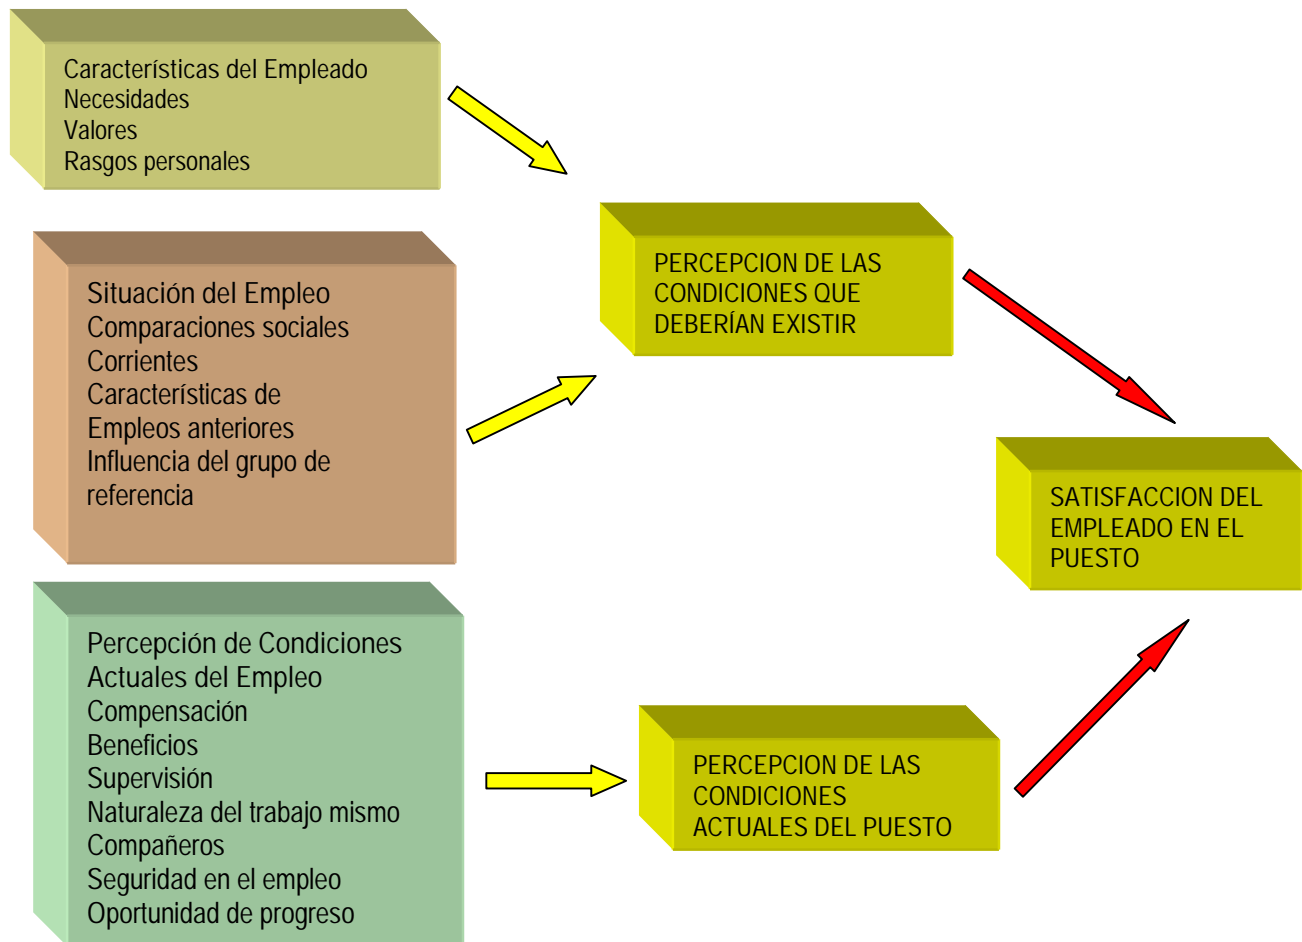 Características del Empleado
Necesidades
Valores
Rasgos personales
Situación del Empleo
Comparaciones sociales
Corrientes
Características de
Empleos anteriores
Influencia del grupo de
referencia
Percepción de Condiciones
Actuales del Empleo
Compensación
Beneficios
Supervisión
Naturaleza del trabajo mismo
Compañeros
Seguridad en el empleo
Oportunidad de progreso
PERCEPCION DE LAS
CONDICIONES QUE
DEBERÍAN EXISTIR
PERCEPCION DE LAS
CONDICIONES
ACTUALES DEL PUESTO
SATISFACCION DEL
EMPLEADO EN EL
PUESTO